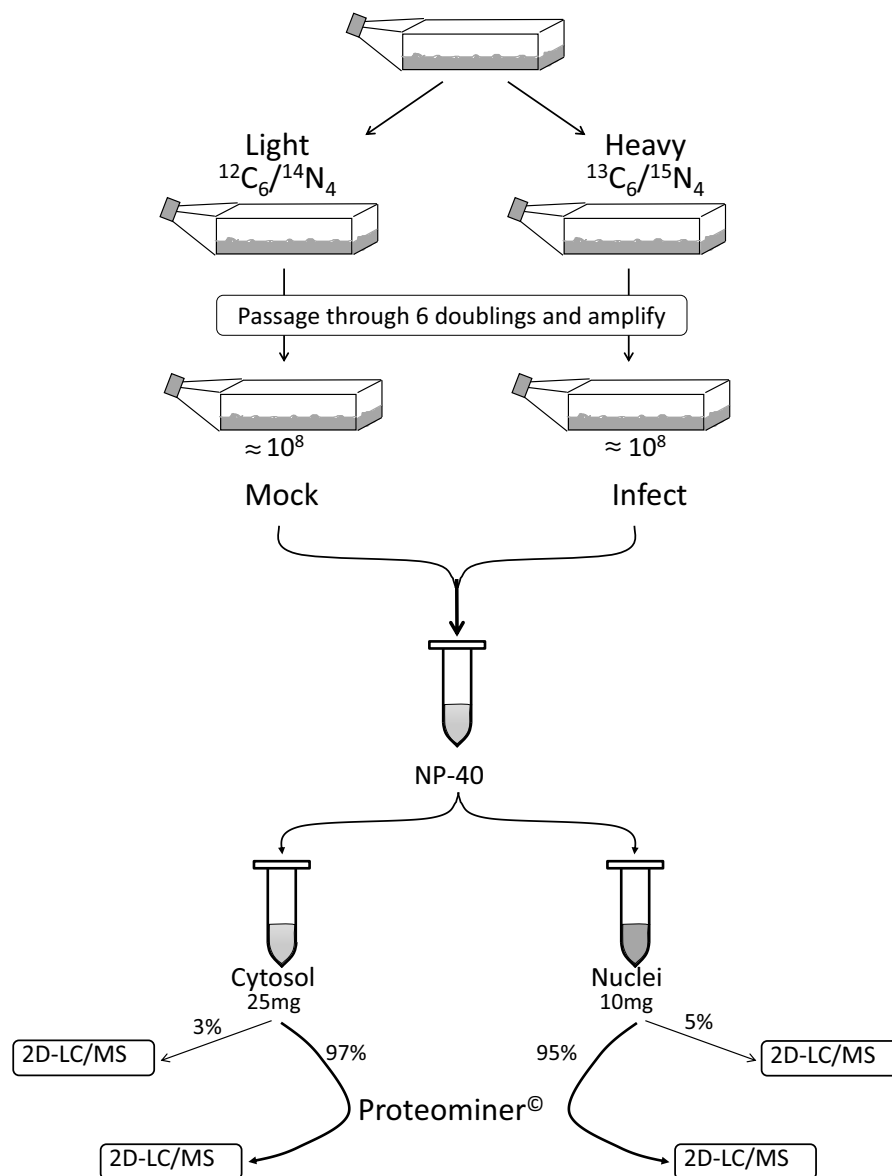 Light
Heavy
¹²C₆/¹⁴N₄
¹³C₆/¹⁵N₄
Passage through 6 doublings and amplify
≈ 10⁸
≈ 10⁸
Mock
Infect
NP-40
Cytosol
25mg
Nuclei
10mg
3%
97%
95%
5%
2D-LC/MS
2D-LC/MS
Proteominer©
2D-LC/MS
2D-LC/MS